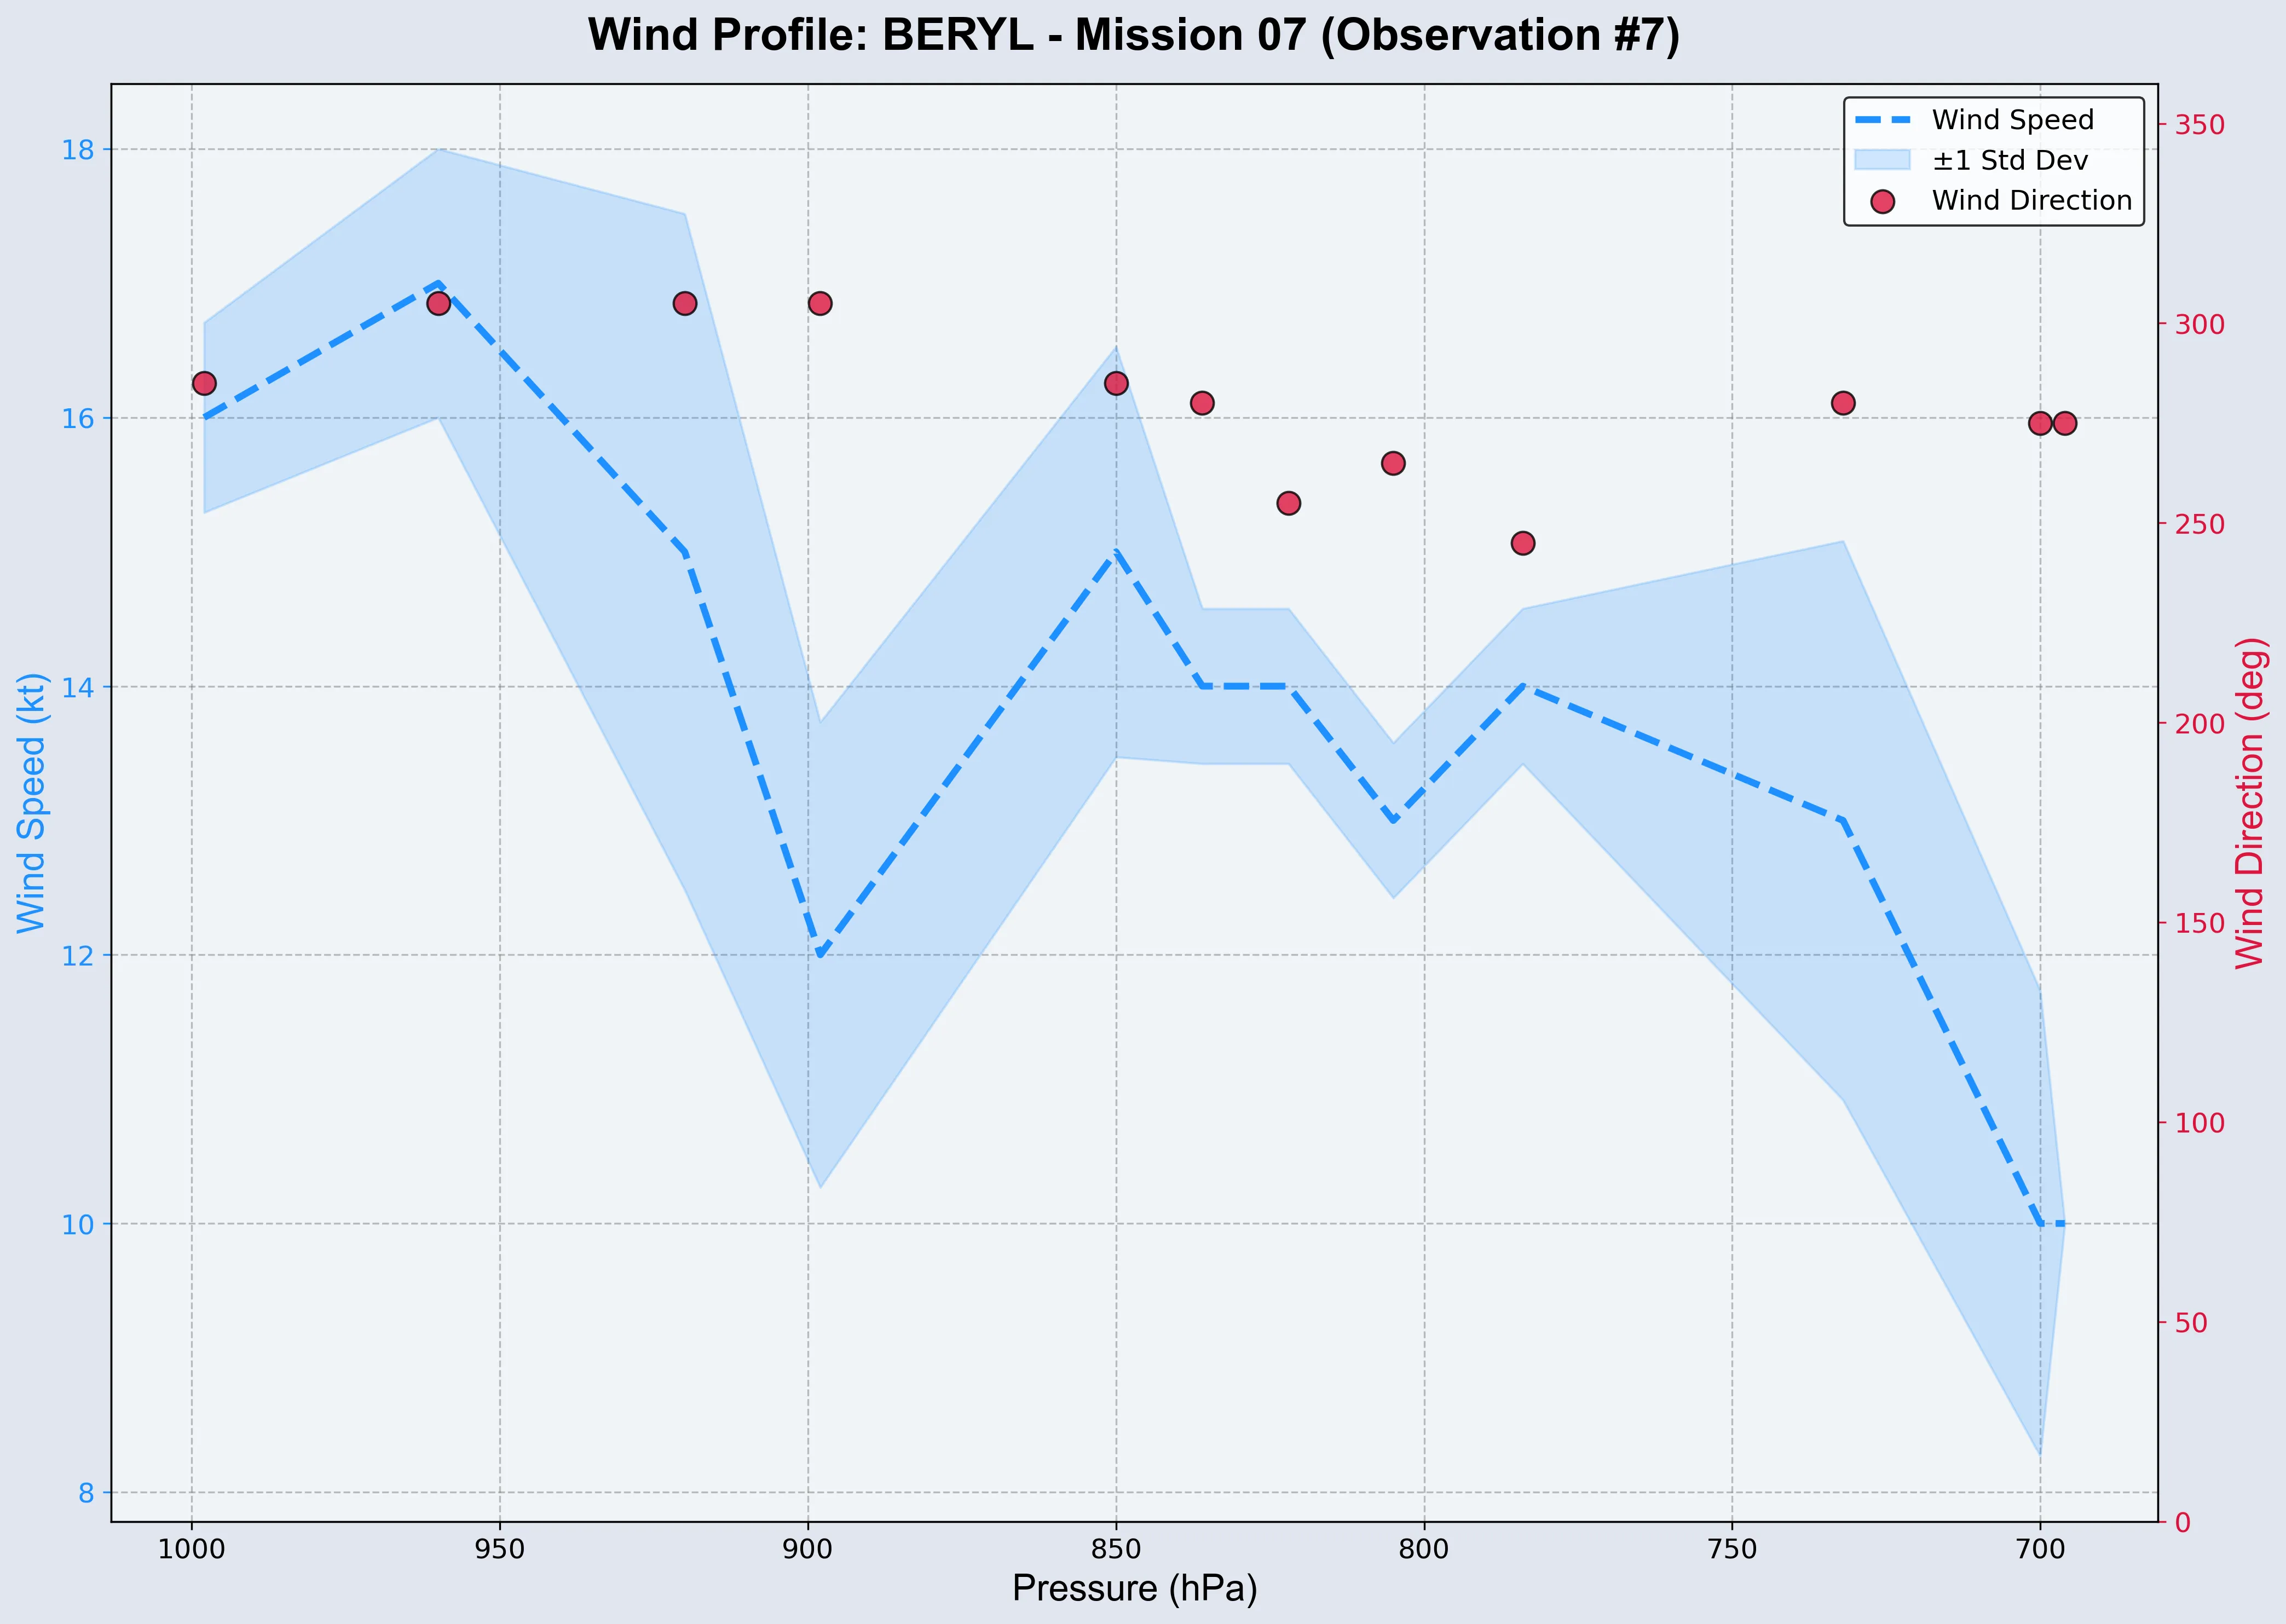 Wind Profile: BERYL - Mission 07 (Observation #7)
Wind Speed
±1 Std Dev
Wind Direction
18
16
14
12
10
8
Wind Speed (kt)
350
300
250
200
150
100
50
0
Wind Direction (deg)
1000 950 900 850 800 750 700
Pressure (hPa)